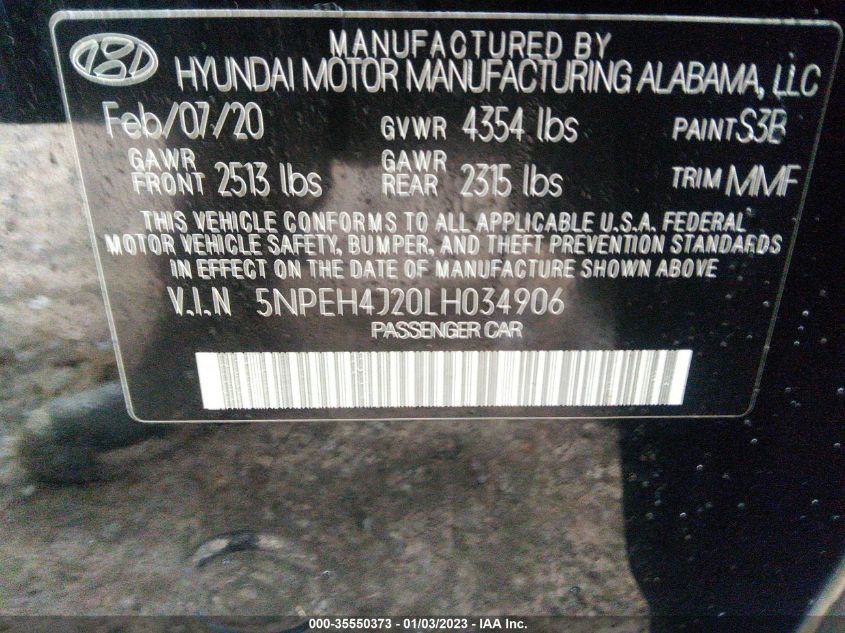 MANUFACTURED BY
HYUNDAI MOTOR MANUFACTURING ALABAMA, LLC
Feb/07/20 GVWR 4354 lbs PAINT S3B
GAWR FRONT 2513 lbs GAWR REAR 2315 lbs TRIM MMF
THIS VEHICLE CONFORMS TO ALL APPLICABLE U.S.A. FEDERAL
MOTOR VEHICLE SAFETY, BUMPER, AND THEFT PREVENTION STANDARDS
IN EFFECT ON THE DATE OF MANUFACTURE SHOWN ABOVE
V.I.N 5NPEH4J20LH034906
PASSENGER CAR
000-35550373 - 01/03/2023 - IAA Inc.